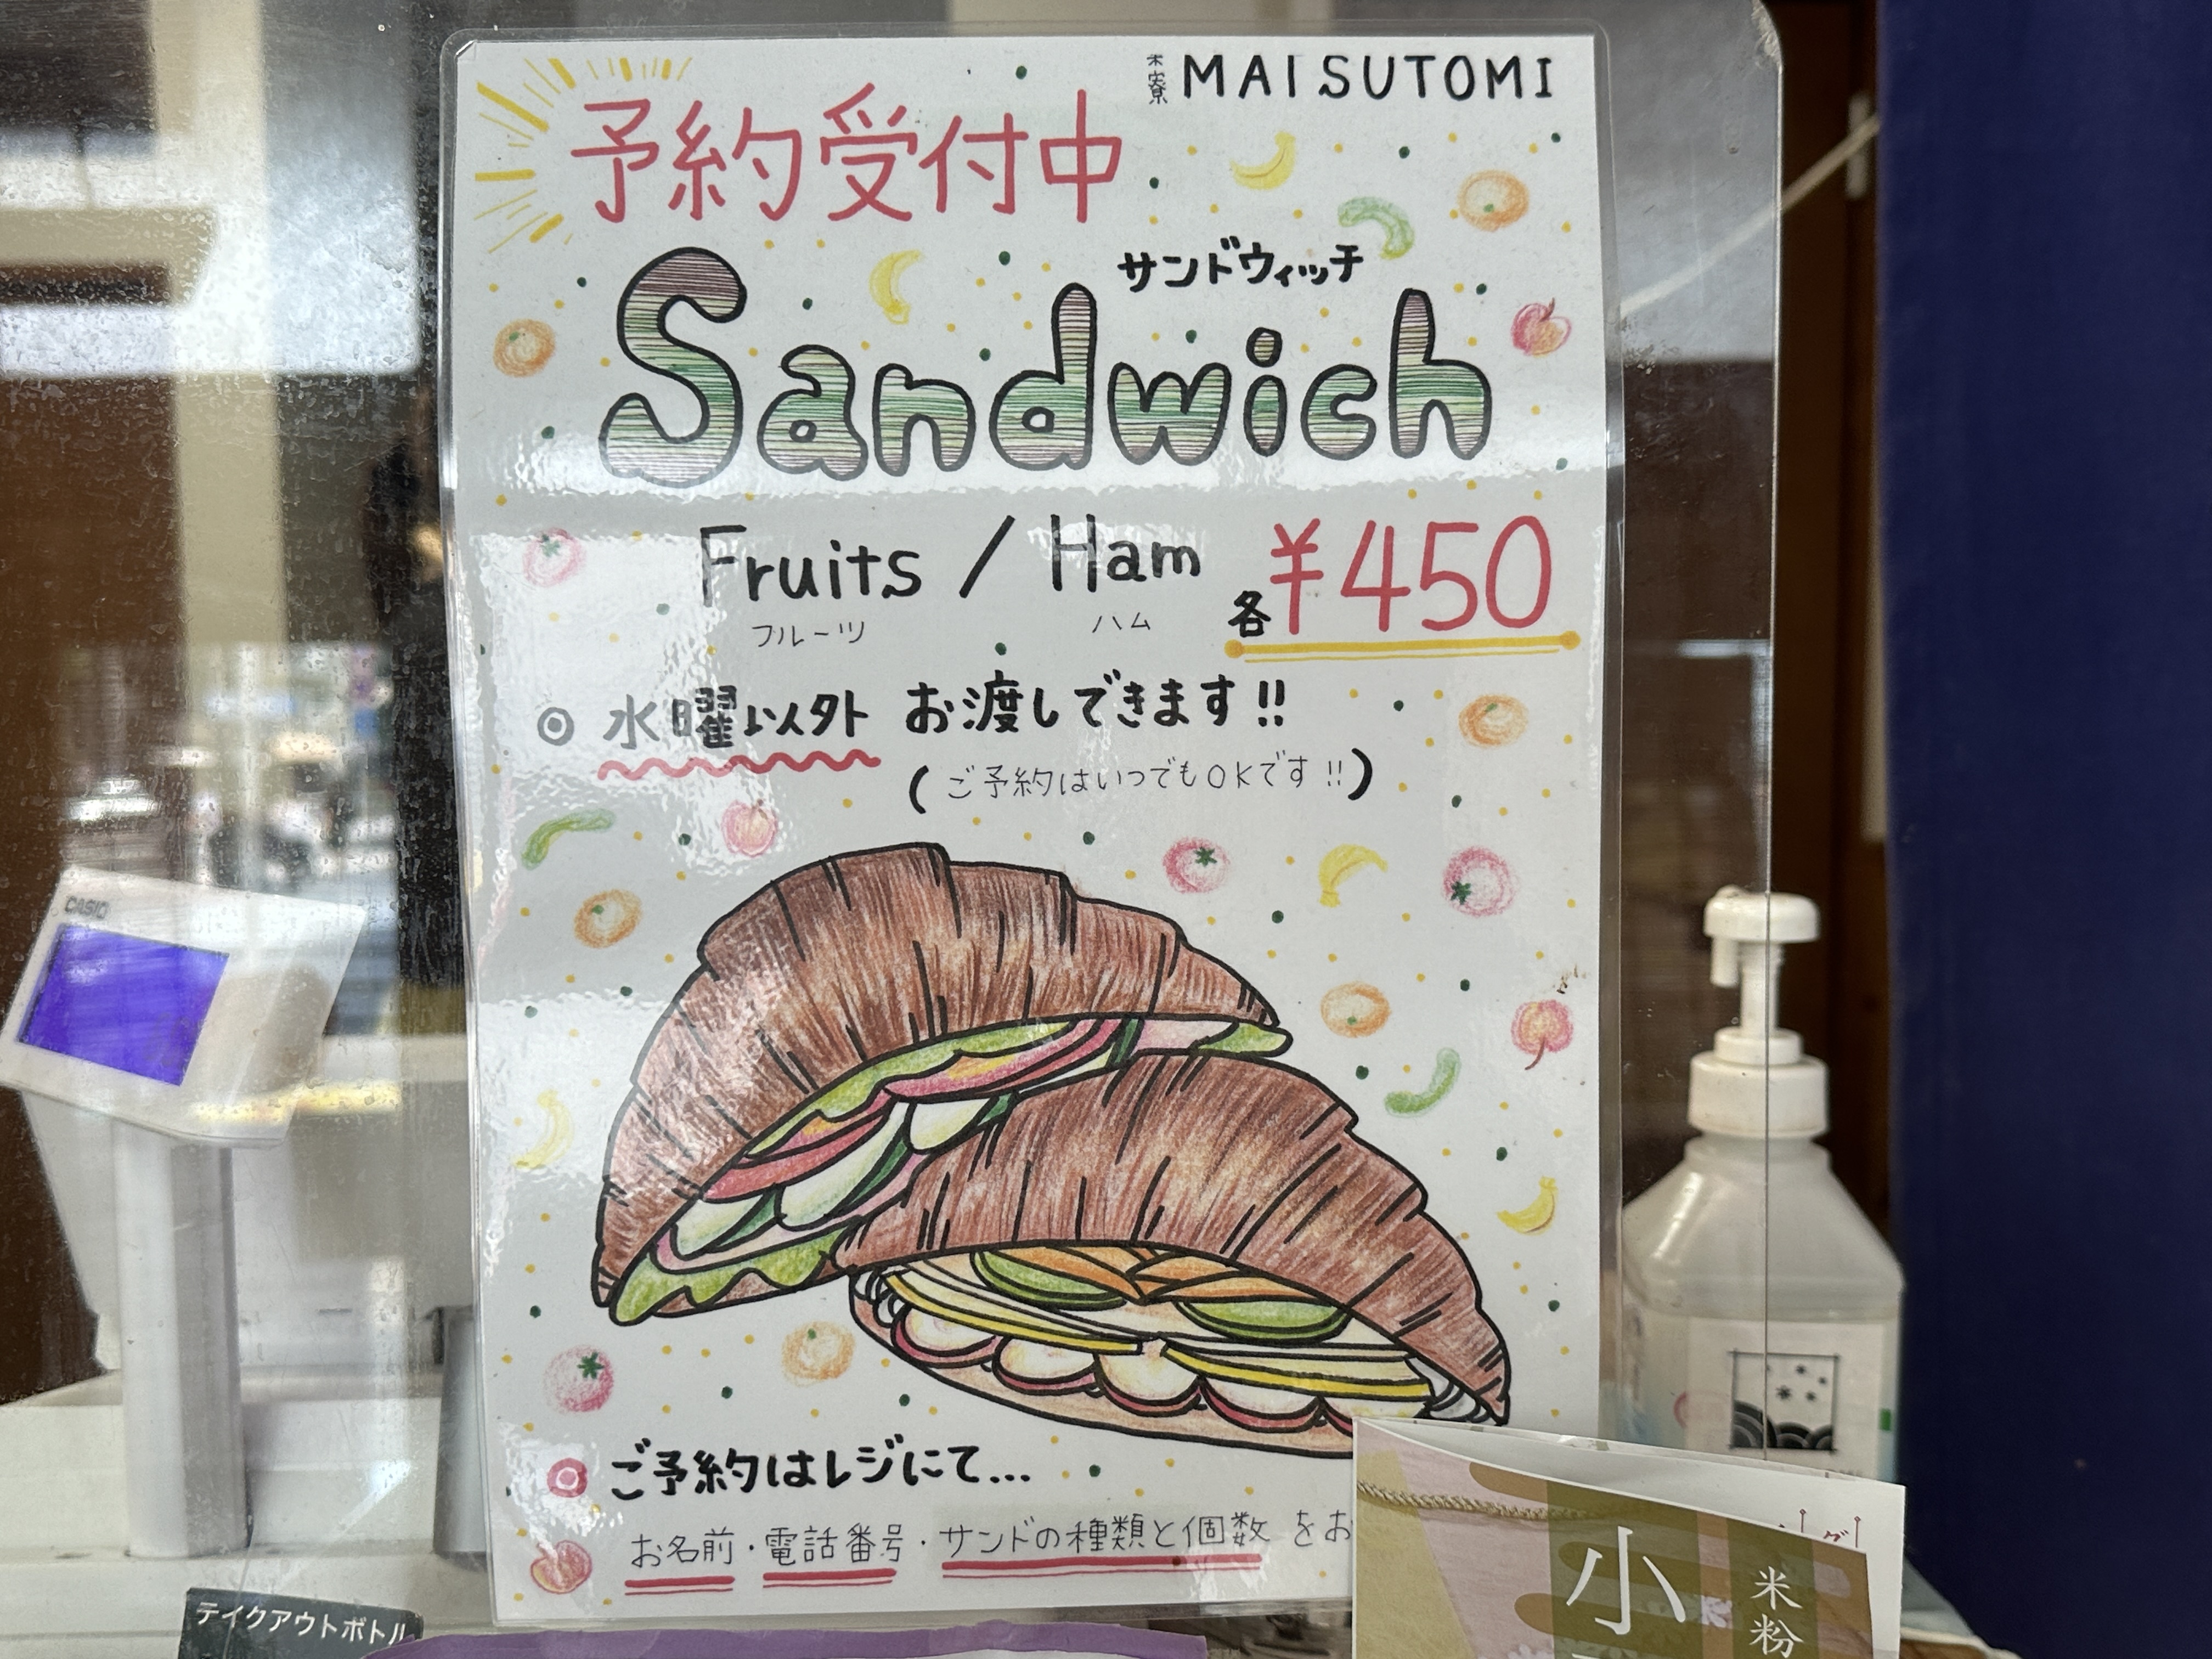 MAISUTOMI
予約受付中
サンドウィッチ
Sandwich
Fruits / Ham 各¥450
フルーツ ハム
◎ 水曜以外 お渡しできます!!
(ご予約はいつでもOKです!!)
CASIO
◎ ご予約はレジにて...
お名前・電話番号・サンドの種類と個数 をお
テイクアウトボトル
小
米粉